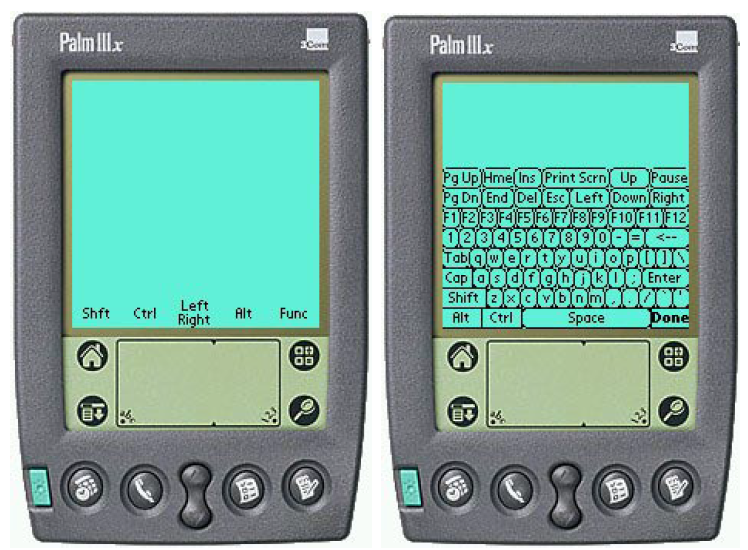 Palm IIIx
3Com
Shft Ctrl Left Right Alt Func
Palm IIIx
3Com
Pg Up Hme Ins Print Scrn Up Pause
Pg Dn End Del Esc Left Down Right
F1 F2 F3 F4 F5 F6 F7 F8 F9 F10 F11 F12
1 2 3 4 5 6 7 8 9 0 - = <--
Tab q w e r t y u i o p [ ] \
Cap a s d f g h j k l ; Enter
Shift z x c v b n m , . / ` '
Alt Ctrl Space Done